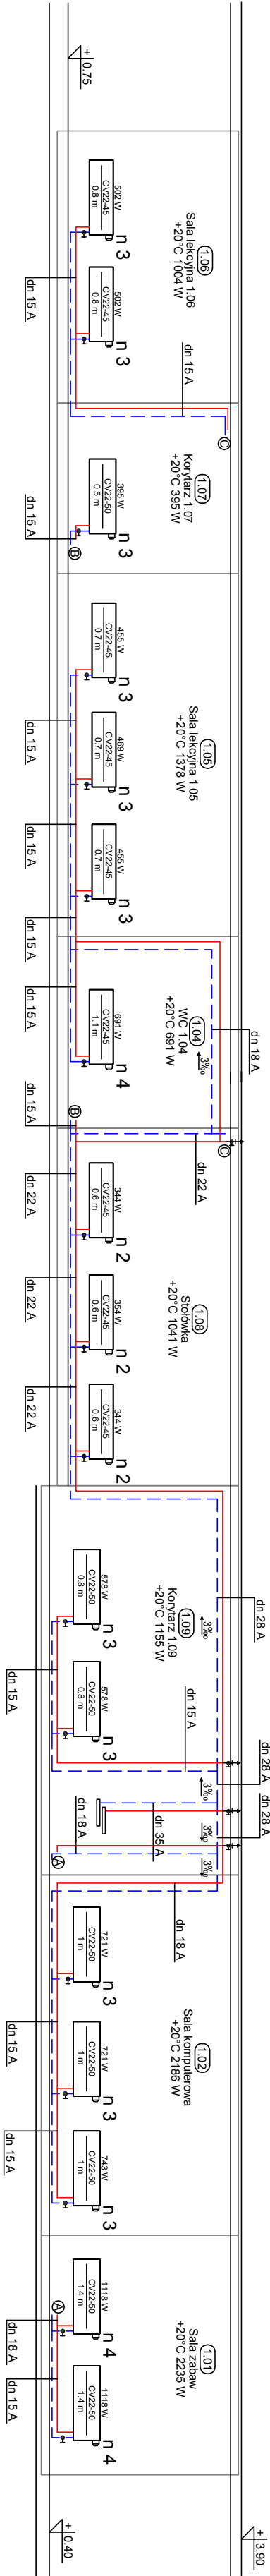 + 0.75
1.06
Sala lekcyjna 1.06
+20°C 1004 W
502 W
CV22-45
0.8 m
n 3
502 W
CV22-45
0.8 m
n 3
dn 15 A
dn 15 A
C
1.07
Korytarz 1.07
+20°C 395 W
395 W
CV22-50
0.5 m
n 3
B
dn 15 A
1.05
Sala lekcyjna 1.05
+20°C 1378 W
455 W
CV22-45
0.7 m
n 3
469 W
CV22-45
0.7 m
n 3
455 W
CV22-45
0.7 m
n 3
dn 15 A
dn 15 A
dn 15 A
1.04
WC 1.04
+20°C 691 W
3‰
dn 18 A
691 W
CV22-45
1.1 m
n 4
dn 15 A
dn 15 A
B
C
dn 22 A
1.08
Stołówka
+20°C 1041 W
344 W
CV22-45
0.6 m
n 2
354 W
CV22-45
0.6 m
n 2
344 W
CV22-45
0.6 m
n 2
dn 22 A
dn 22 A
dn 22 A
1.09
Korytarz 1.09
+20°C 1155 W
3‰
dn 28 A
578 W
CV22-50
0.8 m
n 3
578 W
CV22-50
0.8 m
n 3
dn 15 A
dn 15 A
dn 28 A
dn 28 A
3‰
3‰
3‰
dn 35 A
dn 18 A
A
dn 18 A
1.02
Sala komputerowa
+20°C 2186 W
721 W
CV22-50
1 m
n 3
721 W
CV22-50
1 m
n 3
743 W
CV22-50
1 m
n 3
dn 15 A
dn 15 A
1.01
Sala zabaw
+20°C 2235 W
1118 W
CV22-50
1.4 m
n 4
1118 W
CV22-50
1.4 m
n 4
A
dn 18 A
dn 15 A
+ 0.40
+ 3.90